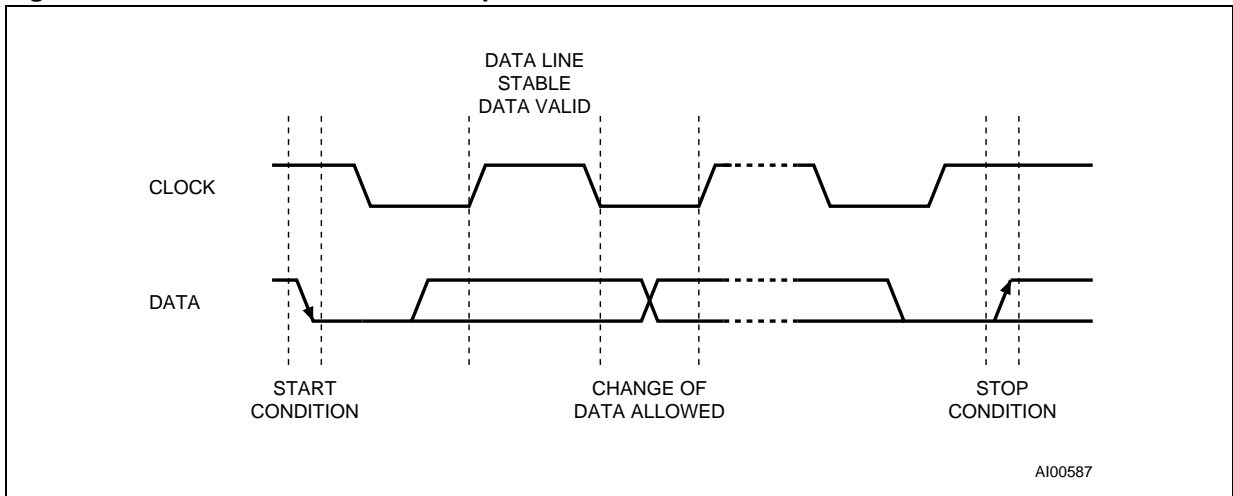 DATA LINE
STABLE
DATA VALID
CLOCK
DATA
START
CONDITION
CHANGE OF
DATA ALLOWED
STOP
CONDITION
AI00587